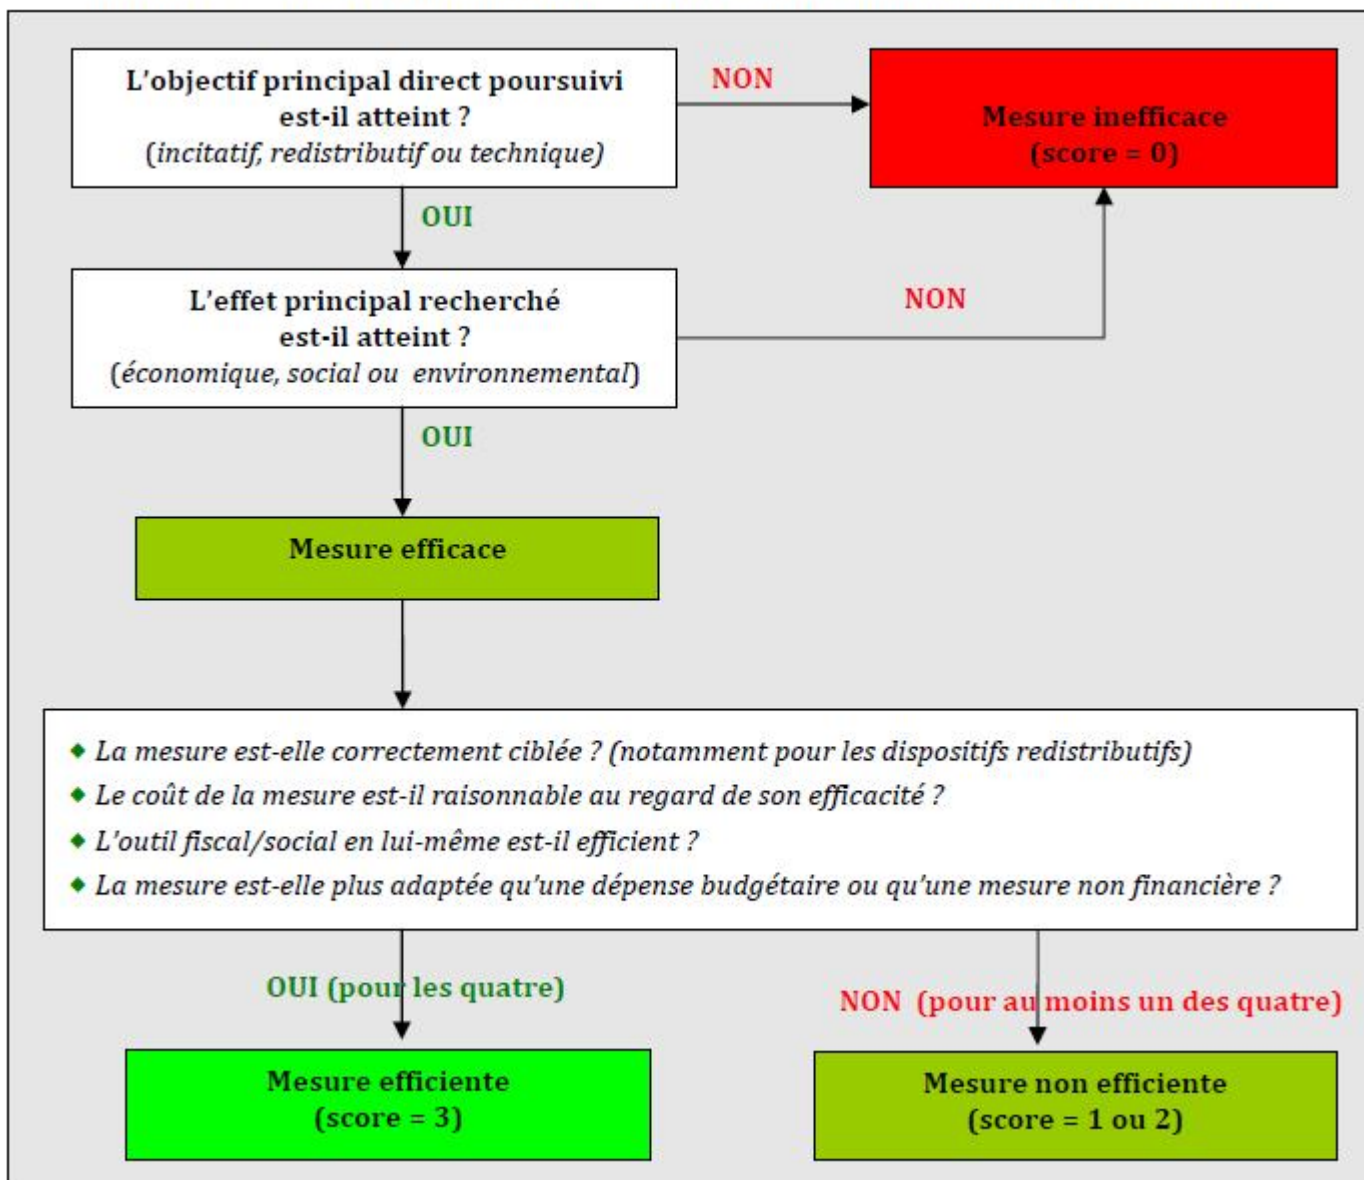 L'objectif principal direct poursuivi
est-il atteint ?
(incitatif, redistributif ou technique)
NON
Mesure inefficace
(score = 0)
OUI
L'effet principal recherché
est-il atteint ?
(économique, social ou environnemental)
NON
OUI
Mesure efficace
La mesure est-elle correctement ciblée ? (notamment pour les dispositifs redistributifs)
Le coût de la mesure est-il raisonnable au regard de son efficacité ?
L'outil fiscal/social en lui-même est-il efficient ?
La mesure est-elle plus adaptée qu'une dépense budgétaire ou qu'une mesure non financière ?
OUI (pour les quatre)
NON (pour au moins un des quatre)
Mesure efficiente
(score = 3)
Mesure non efficiente
(score = 1 ou 2)